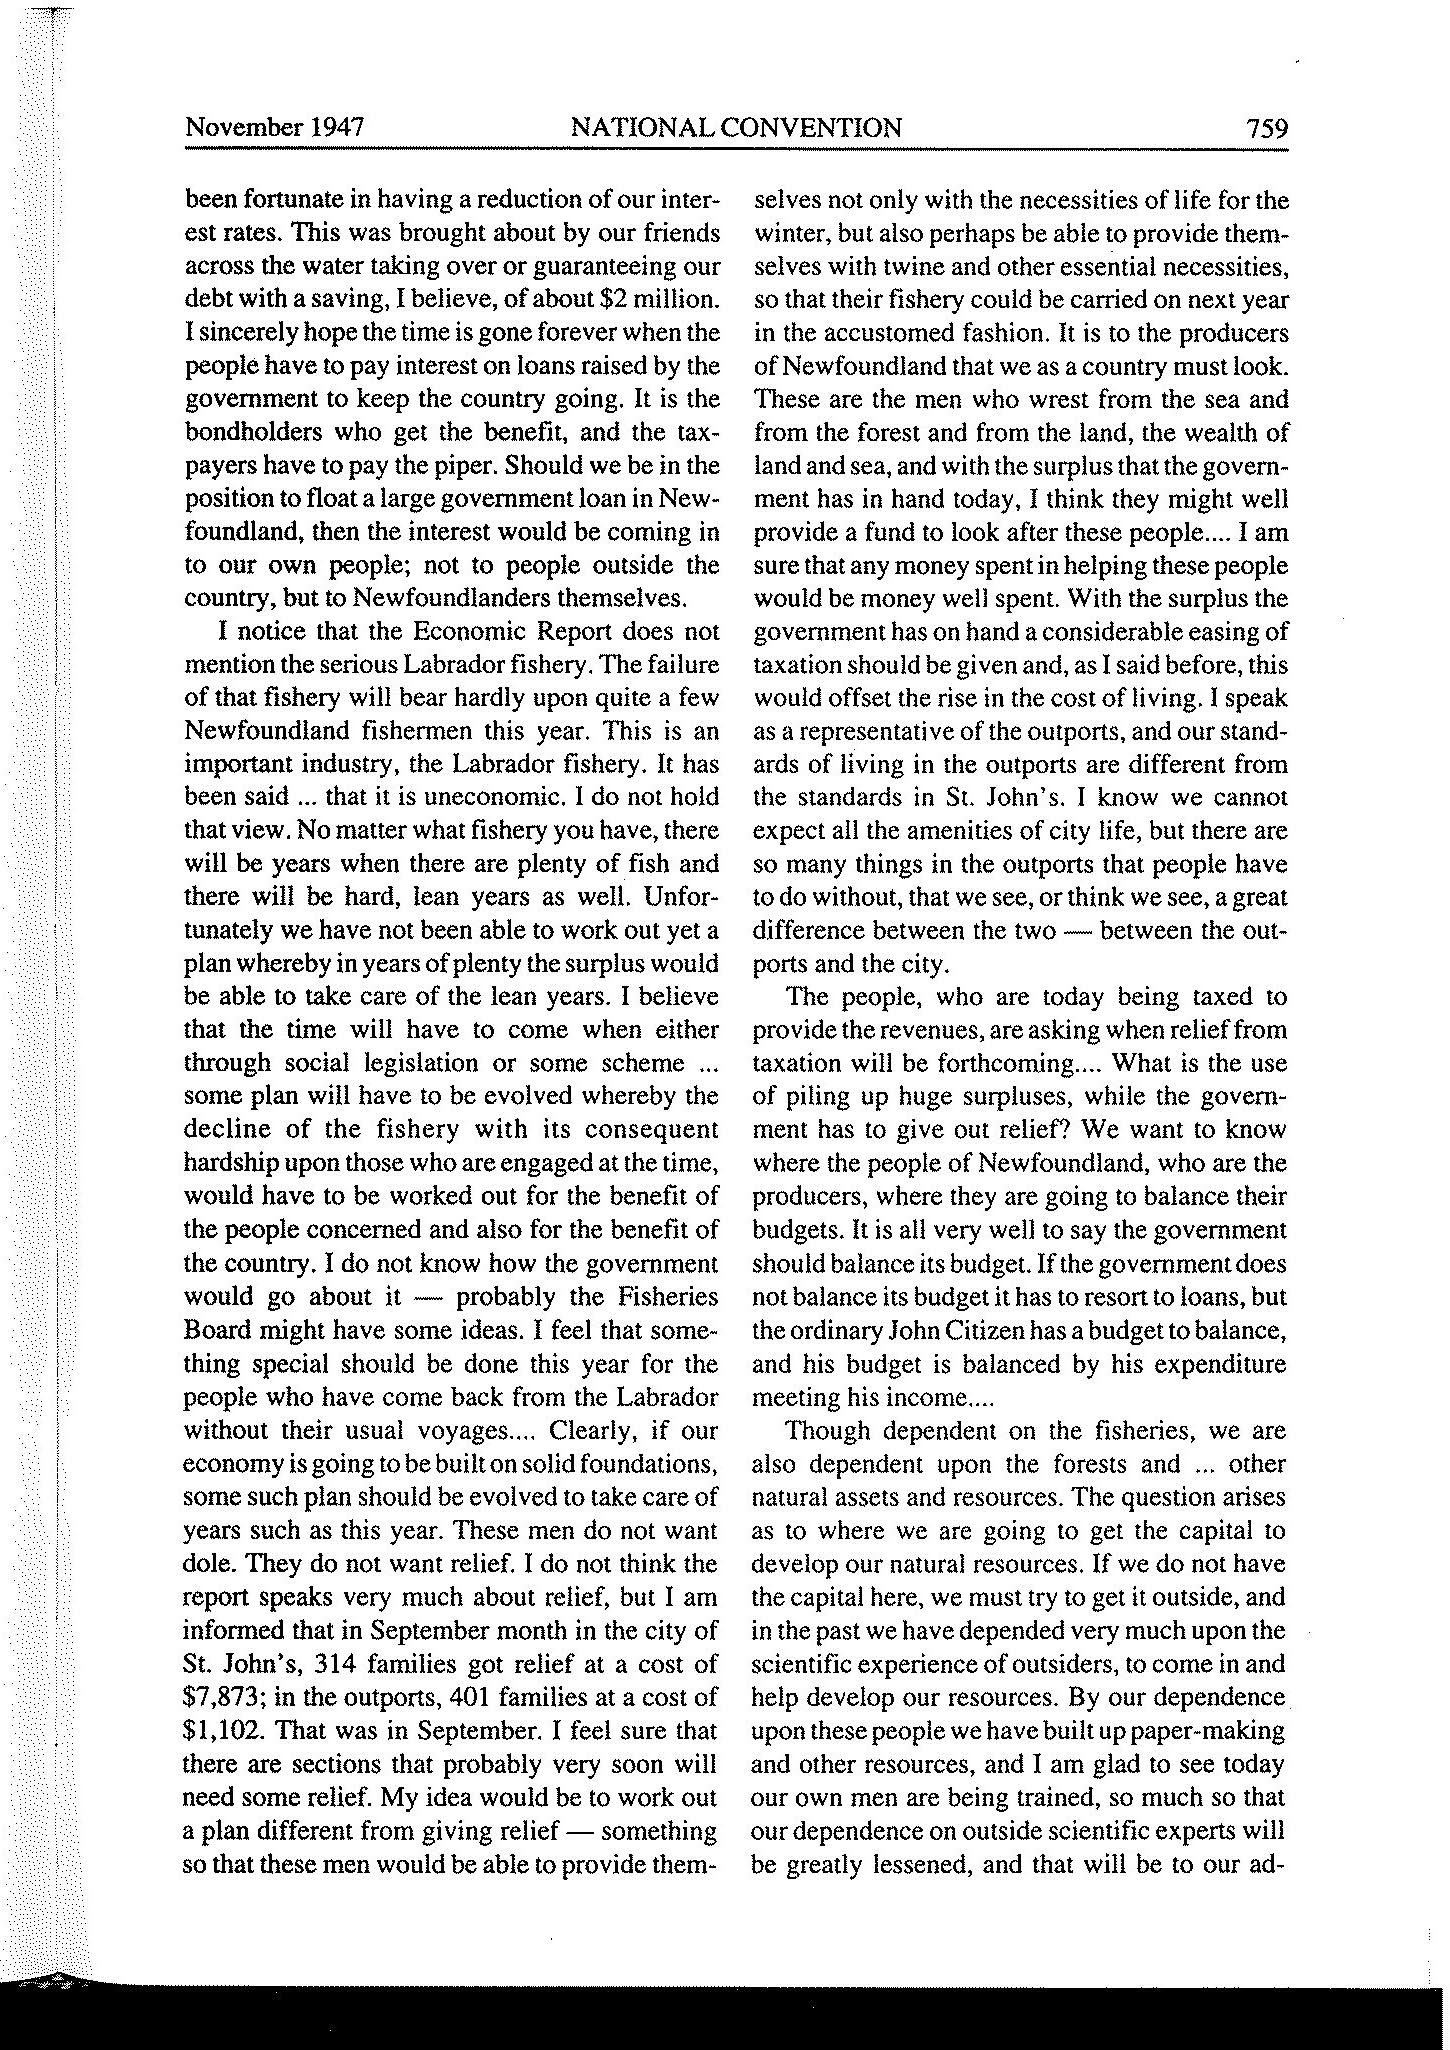 November 1947 NATIONAL CONVENTION 759
been fortunate in having a reduction of our inter-
est rates. This was brought about by our friends
across the water taking over or guaranteeing our
debt with a saving, I believe, of about $2 million.
I sincerely hope the time is gone forever when the
people have to pay interest on loans raised by the
government to keep the country going. It is the
bondholders who get the benefit, and the tax-
payers have to pay the piper. Should we be in the
position to float a large government loan in New-
foundland, then the interest would be coming in
to our own people; not to people outside the
country, but to Newfoundlanders themselves.
I notice that the Economic Report does not
mention the serious Labrador fishery. The failure
of that fishery will bear hardly upon quite a few
Newfoundland fishermen this year. This is an
important industry, the Labrador fishery. It has
been said ... that it is uneconomic. I do not hold
that view. No matter what fishery you have, there
will be years when there are plenty of fish and
there will be hard, lean years as well. Unfor-
tunately we have not been able to work out yet a
plan whereby in years of plenty the surplus would
be able to take care of the lean years. I believe
that the time will have to come when either
through social legislation or some scheme ...
some plan will have to be evolved whereby the
decline of the fishery with its consequent
hardship upon those who are engaged at the time,
would have to be worked out for the benefit of
the people concerned and also for the benefit of
the country. I do not know how the government
would go about it — probably the Fisheries
Board might have some ideas. I feel that some-
thing special should be done this year for the
people who have come back from the Labrador
without their usual voyages.... Clearly, if our
economy is going to be built on solid foundations,
some such plan should be evolved to take care of
years such as this year. These men do not want
dole. They do not want relief. I do not think the
report speaks very much about relief, but I am
informed that in September month in the city of
St. John's, 314 families got relief at a cost of
$7,873; in the outports, 401 families at a cost of
$1,102. That was in September. I feel sure that
there are sections that probably very soon will
need some relief. My idea would be to work out
a plan different from giving relief — something
so that these men would be able to provide them-
selves not only with the necessities of life for the
winter, but also perhaps be able to provide them-
selves with twine and other essential necessities,
so that their fishery could be carried on next year
in the accustomed fashion. It is to the producers
of Newfoundland that we as a country must look.
These are the men who wrest from the sea and
from the forest and from the land, the wealth of
land and sea, and with the surplus that the govern-
ment has in hand today, I think they might well
provide a fund to look after these people.... I am
sure that any money spent in helping these people
would be money well spent. With the surplus the
government has on hand a considerable easing of
taxation should be given and, as I said before, this
would offset the rise in the cost of living. I speak
as a representative of the outports, and our stand-
ards of living in the outports are different from
the standards in St. John's. I know we cannot
expect all the amenities of city life, but there are
so many things in the outports that people have
to do without, that we see, or think we see, a great
difference between the two — between the out-
ports and the city.
The people, who are today being taxed to
provide the revenues, are asking when relief from
taxation will be forthcoming.... What is the use
of piling up huge surpluses, while the govern-
ment has to give out relief? We want to know
where the people of Newfoundland, who are the
producers, where they are going to balance their
budgets. It is all very well to say the government
should balance its budget. If the government does
not balance its budget it has to resort to loans, but
the ordinary John Citizen has a budget to balance,
and his budget is balanced by his expenditure
meeting his income....
Though dependent on the fisheries, we are
also dependent upon the forests and ... other
natural assets and resources. The question arises
as to where we are going to get the capital to
develop our natural resources. If we do not have
the capital here, we must try to get it outside, and
in the past we have depended very much upon the
scientific experience of outsiders, to come in and
help develop our resources. By our dependence
upon these people we have built up paper-making
and other resources, and I am glad to see today
our own men are being trained, so much so that
our dependence on outside scientific experts will
be greatly lessened, and that will be to our ad-